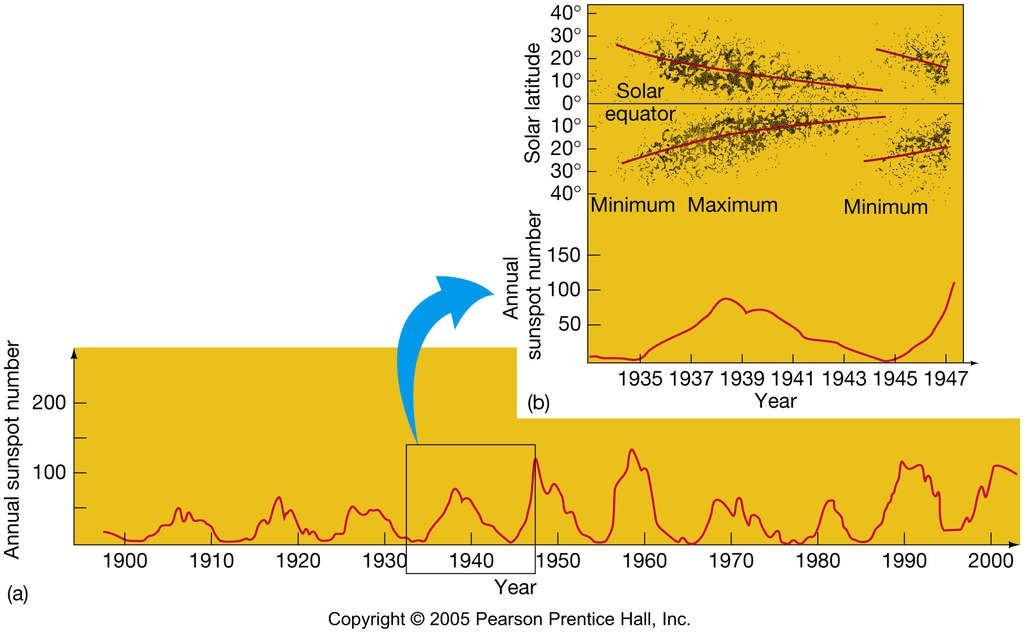 40°
30°
20°
10°
0°
10°
20°
30°
40°
Solar latitude
Solar
equator
Minimum Maximum Minimum
Annual
sunspot number
150
100
50
1935 1937 1939 1941 1943 1945 1947
Year
(b)
Annual sunspot number
200
100
1900 1910 1920 1930 1940 1950 1960 1970 1980 1990 2000
Year
(a)
Copyright © 2005 Pearson Prentice Hall, Inc.